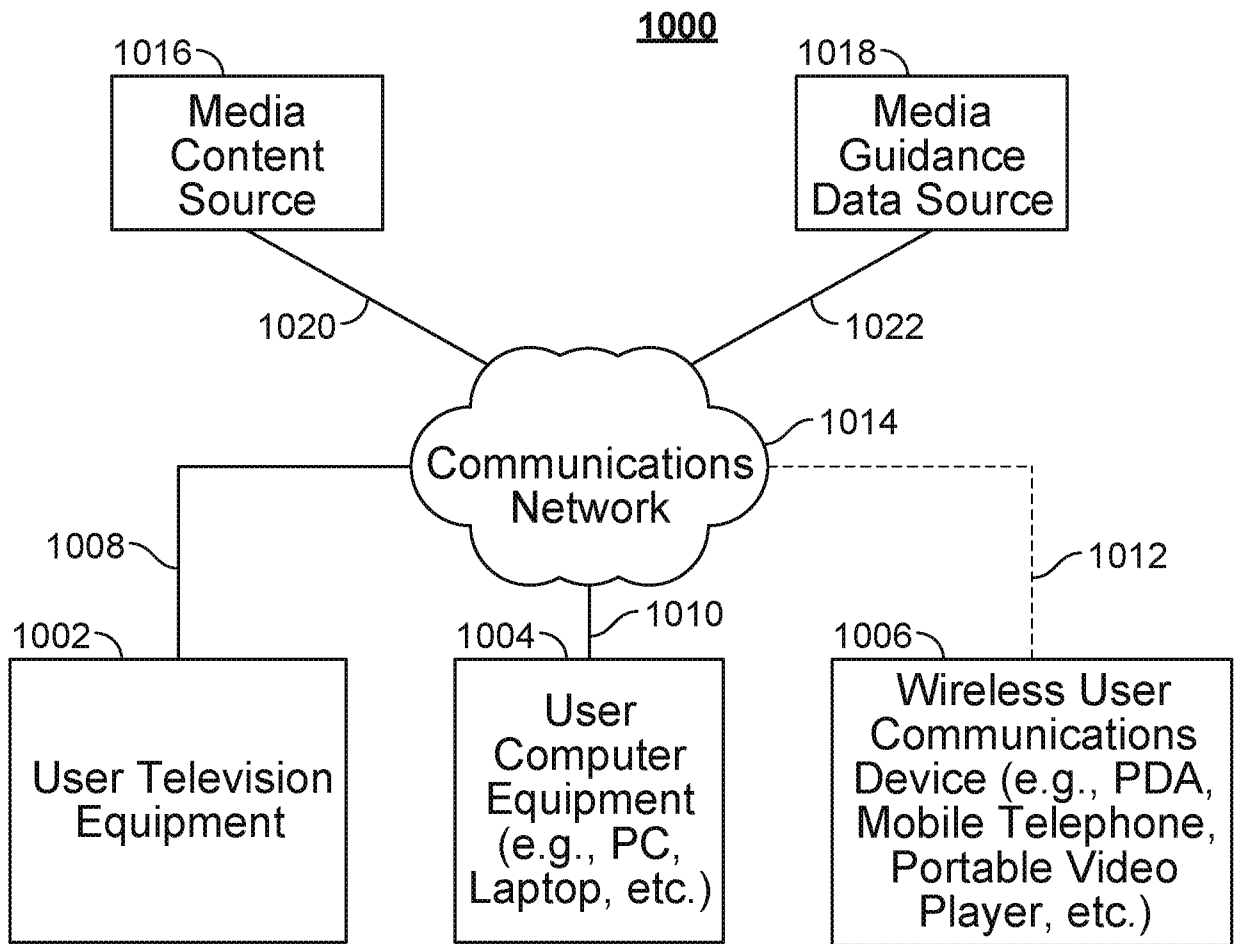 1000
1016
Media
Content
Source
1018
Media
Guidance
Data Source
1020
1022
1014
Communications
Network
1008
1012
1010
1002
User Television
Equipment
1004
User
Computer
Equipment
(e.g., PC,
Laptop, etc.)
1006
Wireless User
Communications
Device (e.g., PDA,
Mobile Telephone,
Portable Video
Player, etc.)